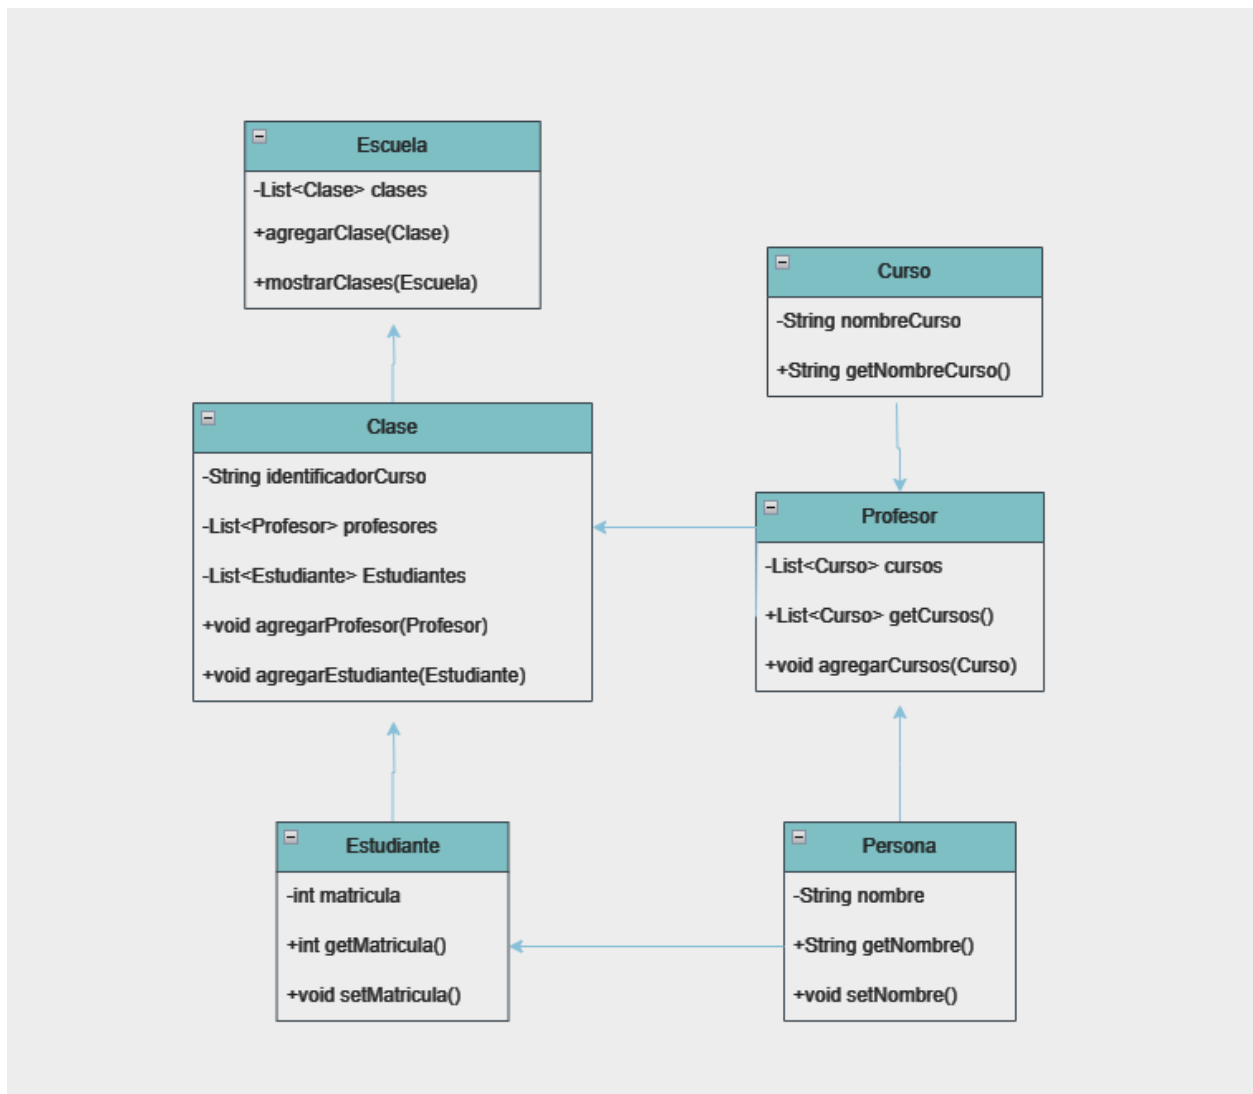 Escuela
-List<Clase> clases
+agregarClase(Clase)
+mostrarClases(Escuela)
Curso
-String nombreCurso
+String getNombreCurso()
Clase
-String identificadorCurso
-List<Profesor> profesores
-List<Estudiante> Estudiantes
+void agregarProfesor(Profesor)
+void agregarEstudiante(Estudiante)
Profesor
-List<Curso> cursos
+List<Curso> getCursos()
+void agregarCursos(Curso)
Estudiante
-int matricula
+int getMatricula()
+void setMatricula()
Persona
-String nombre
+String getNombre()
+void setNombre()